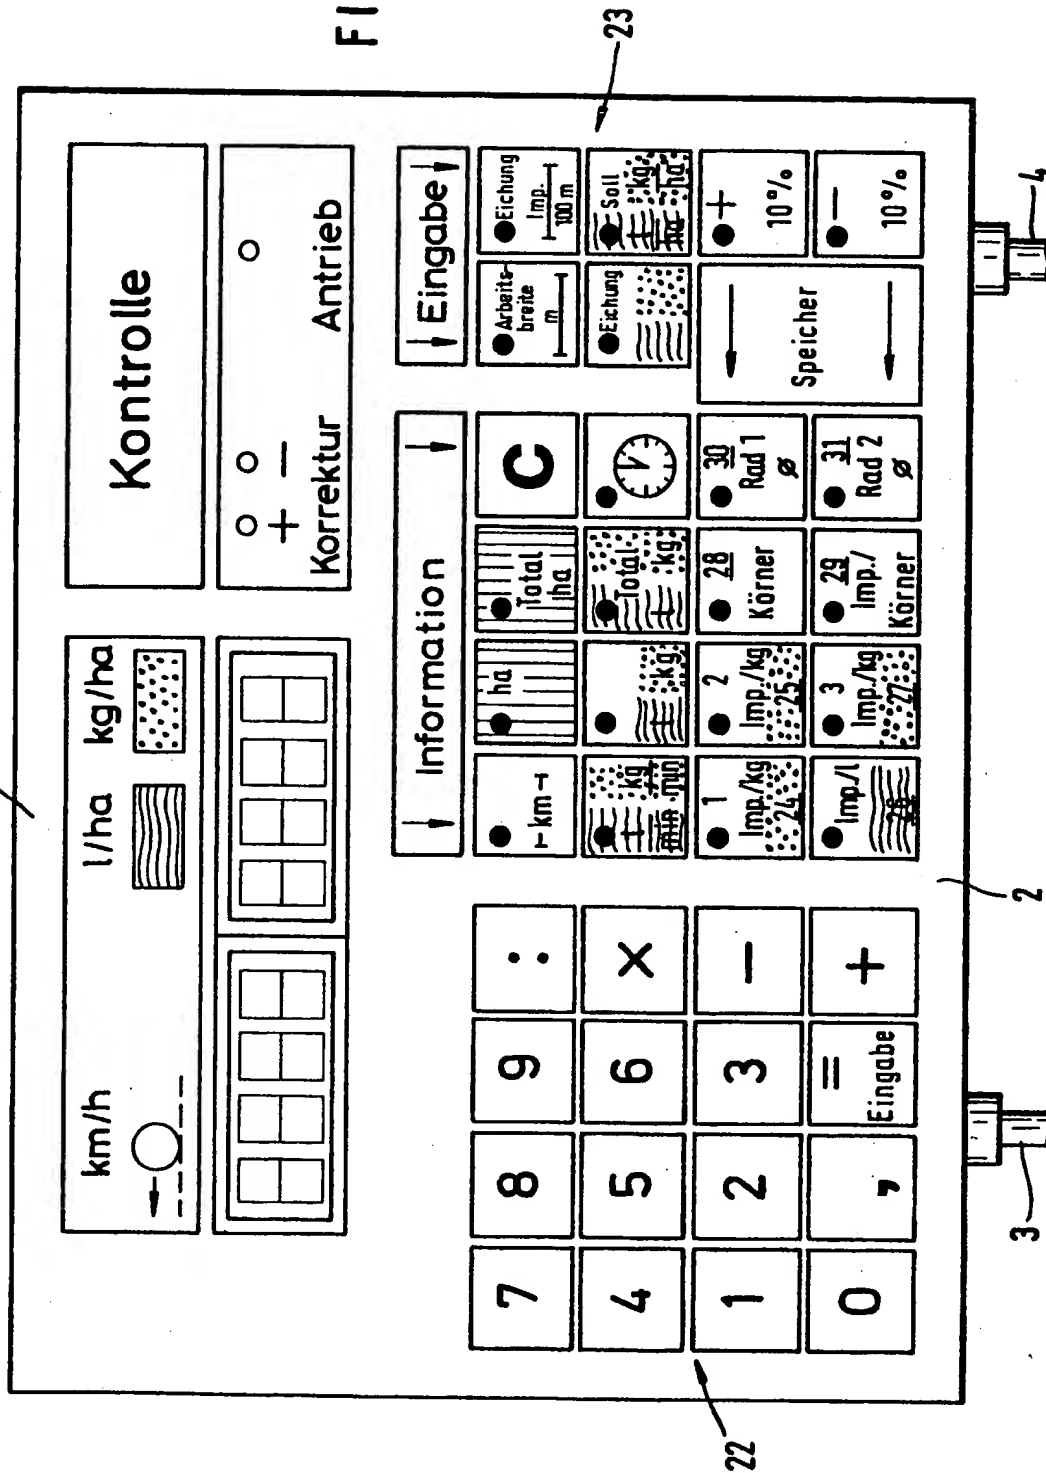 FI
km/h
l/ha
kg/ha
Kontrolle
+ −
Korrektur
Antrieb
Information
Eingabe
7
8
9
:
4
5
6
×
1
2
3
−
0
,
=
Eingabe
+
km
ha
Total
ha
C
l
min
kg
min
l
kg
Total
l
kg
1
Imp./kg
24
2
Imp./kg
25
28
Körner
30
Rad 1
ø
Imp./l
26
3
Imp./kg
27
29
Imp./
Körner
31
Rad 2
ø
Arbeits-
breite
m
Eichung
Imp.
100 m
Eichung
Soll
l
ha
kg
ha
Speicher
+
10%
−
10%
22
23
2
3
4